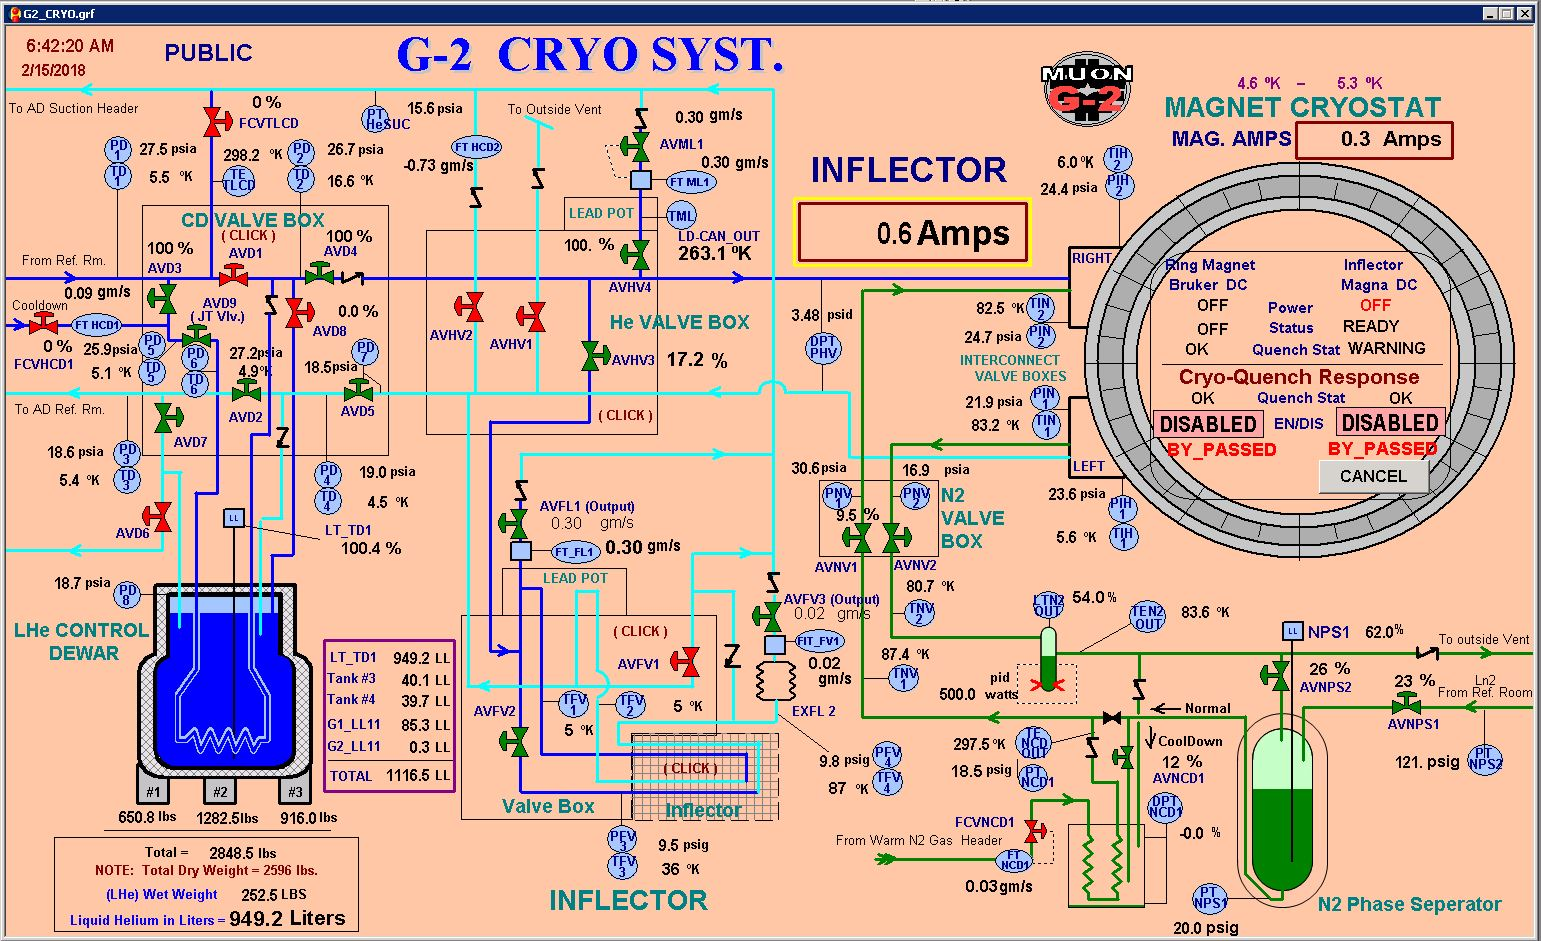 G2_CRYO.grf
6:42:20 AM
2/15/2018
PUBLIC
G-2 CRYO SYST.
To AD Suction Header
0 %
FCVTLCD
PT
HeSUC
15.6 psia
To Outside Vent
0.30 gm/s
AVML1
0.30 gm/s
FT ML1
FT HCD2
-0.73 gm/s
PD
1
TD
1
27.5 psia
5.5 °K
298.2 °K
TE
TLCD
PD
2
TD
2
26.7 psia
16.6 °K
LEAD POT
TML
LD-CAN_OUT
263.1 °K
100. %
AVHV4
MUON
G-2
4.6 °K – 5.3 °K
MAGNET CRYOSTAT
MAG. AMPS
0.3 Amps
INFLECTOR
0.6 Amps
6.0 °K
TIH
2
24.4 psia
PIH
2
CD VALVE BOX
( CLICK )
100 %
AVD3
AVD1
100 %
AVD4
From Ref. Rm.
0.09 gm/s
Cooldown
FT HCD1
0 %
FCVHCD1
AVD9
( JT Vlv.)
AVD8
0.0 %
25.9psia
PD
5
5.1 °K
TD
5
PD
6
TD
6
27.2psia
4.9°K
PD
7
18.5psia
AVD2
AVD5
To AD Ref. Rm.
AVD7
AVHV2
AVHV1
He VALVE BOX
AVHV3
17.2 %
( CLICK )
3.48 psid
DPT
PHV
RIGHT
82.5 °K
TIN
2
24.7 psia
PIN
2
INTERCONNECT
VALVE BOXES
PIN
1
21.9 psia
83.2 °K
TIN
1
LEFT
23.6 psia
PIH
1
5.6 °K
TIH
1
Ring Magnet
Bruker DC
Inflector
Magna DC
OFF Power OFF
OFF Status READY
OK Quench Stat WARNING
Cryo-Quench Response
OK Quench Stat OK
DISABLED EN/DIS DISABLED
BY_PASSED BY_PASSED
CANCEL
18.6 psia
PD
3
5.4 °K
TD
3
19.0 psia
PD
4
TD
4
4.5 °K
AVD6
LL
LT_TD1
100.4 %
18.7 psia
PD
8
LHe CONTROL
DEWAR
#1 #2 #3
650.8 lbs 1282.5lbs 916.0 lbs
LT_TD1 949.2 LL
Tank #3 40.1 LL
Tank #4 39.7 LL
G1_LL11 85.3 LL
G2_LL11 0.3 LL
TOTAL 1116.5 LL
Total = 2848.5 lbs
NOTE: Total Dry Weight = 2596 lbs.
(LHe) Wet Weight 252.5 LBS
Liquid Helium in Liters = 949.2 Liters
AVFL1 (Output)
0.30 gm/s
FT_FL1
0.30 gm/s
LEAD POT
( CLICK )
AVFV1
AVFV2
TFV
1
5 °K
TFV
2
5 °K
Valve Box
( CLICK )
Inflector
PFV
3
9.5 psig
TFV
3
36 °K
INFLECTOR
AVFV3 (Output)
0.02 gm/s
FIT_FV1
0.02
gm/s
EXFL 2
9.8 psig
PFV
4
87 °K
TFV
4
30.6psia
16.9 psia
PNV
1
PNV
2
9.5 %
N2
VALVE
BOX
AVNV1
AVNV2
80.7 °K
TNV
2
87.4 °K
TNV
1
LTN2
OUT
54.0%
TEN2
OUT
83.6 °K
pid
watts
500.0
LL
NPS1
62.0%
To outside Vent
26 %
AVNPS2
23 %
Ln2
From Ref. Room
AVNPS1
PT
NPS2
121. psig
Normal
CoolDown
12 %
AVNCD1
297.5 °K
TE
NCD
OUT
18.5 psig
PT
NCD1
FCVNCD1
From Warm N2 Gas Header
FT
NCD1
0.03gm/s
DPT
NCD1
-0.0 %
PT
NPS1
20.0 psig
N2 Phase Seperator